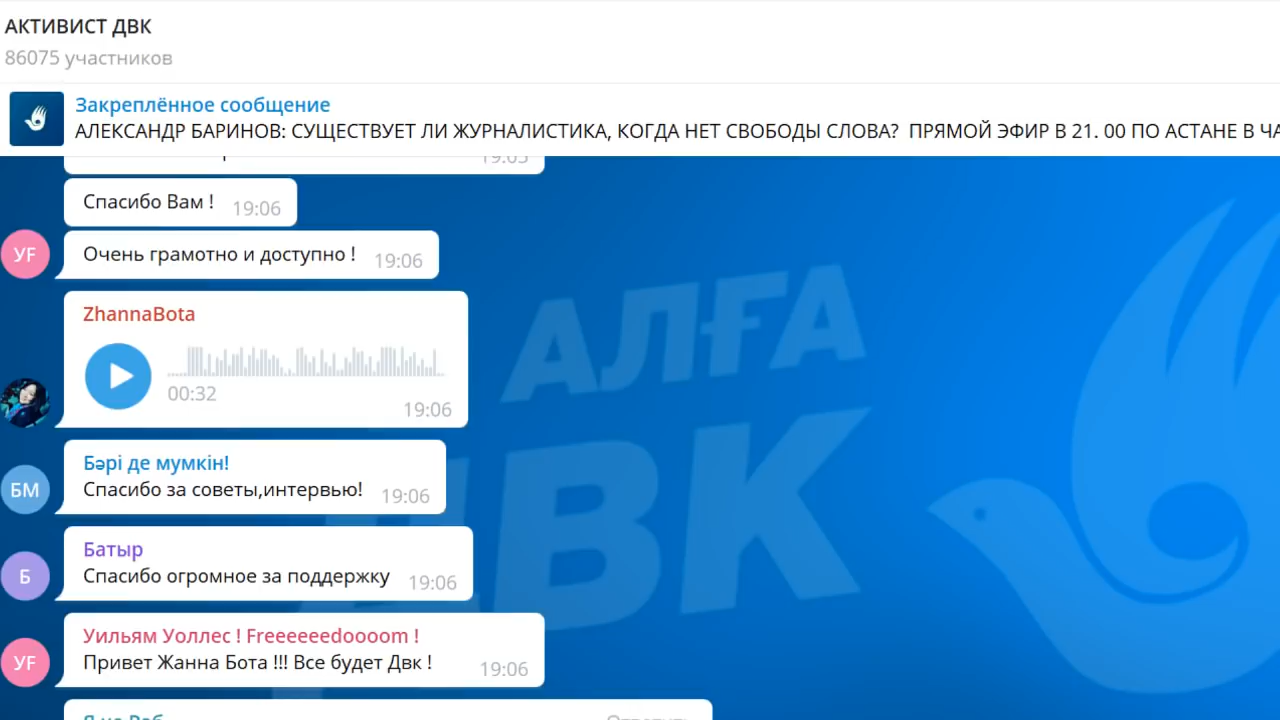 АКТИВИСТ ДВК
86075 участников
Закреплённое сообщение
АЛЕКСАНДР БАРИНОВ: СУЩЕСТВУЕТ ЛИ ЖУРНАЛИСТИКА, КОГДА НЕТ СВОБОДЫ СЛОВА? ПРЯМОЙ ЭФИР В 21. 00 ПО АСТАНЕ В
19:05
Спасибо Вам ! 19:06
УF Очень грамотно и доступно ! 19:06
ZhannaBota
00:32
19:06
Бәрі де мүмкін!
БМ Спасибо за советы,интервью! 19:06
Батыр
Б Спасибо огромное за поддержку 19:06
Уильям Уоллес ! Freeeeeedoooom !
УF Привет Жанна Бота !!! Все будет Двк ! 19:06
АЛҒА
ДВК